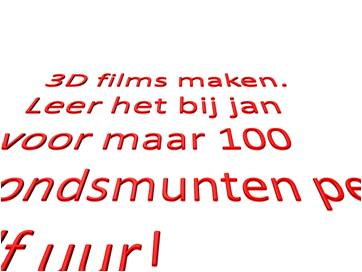 3D films maken.
Leer het bij jan
voor maar 100
ondsmunten pe
f uur!